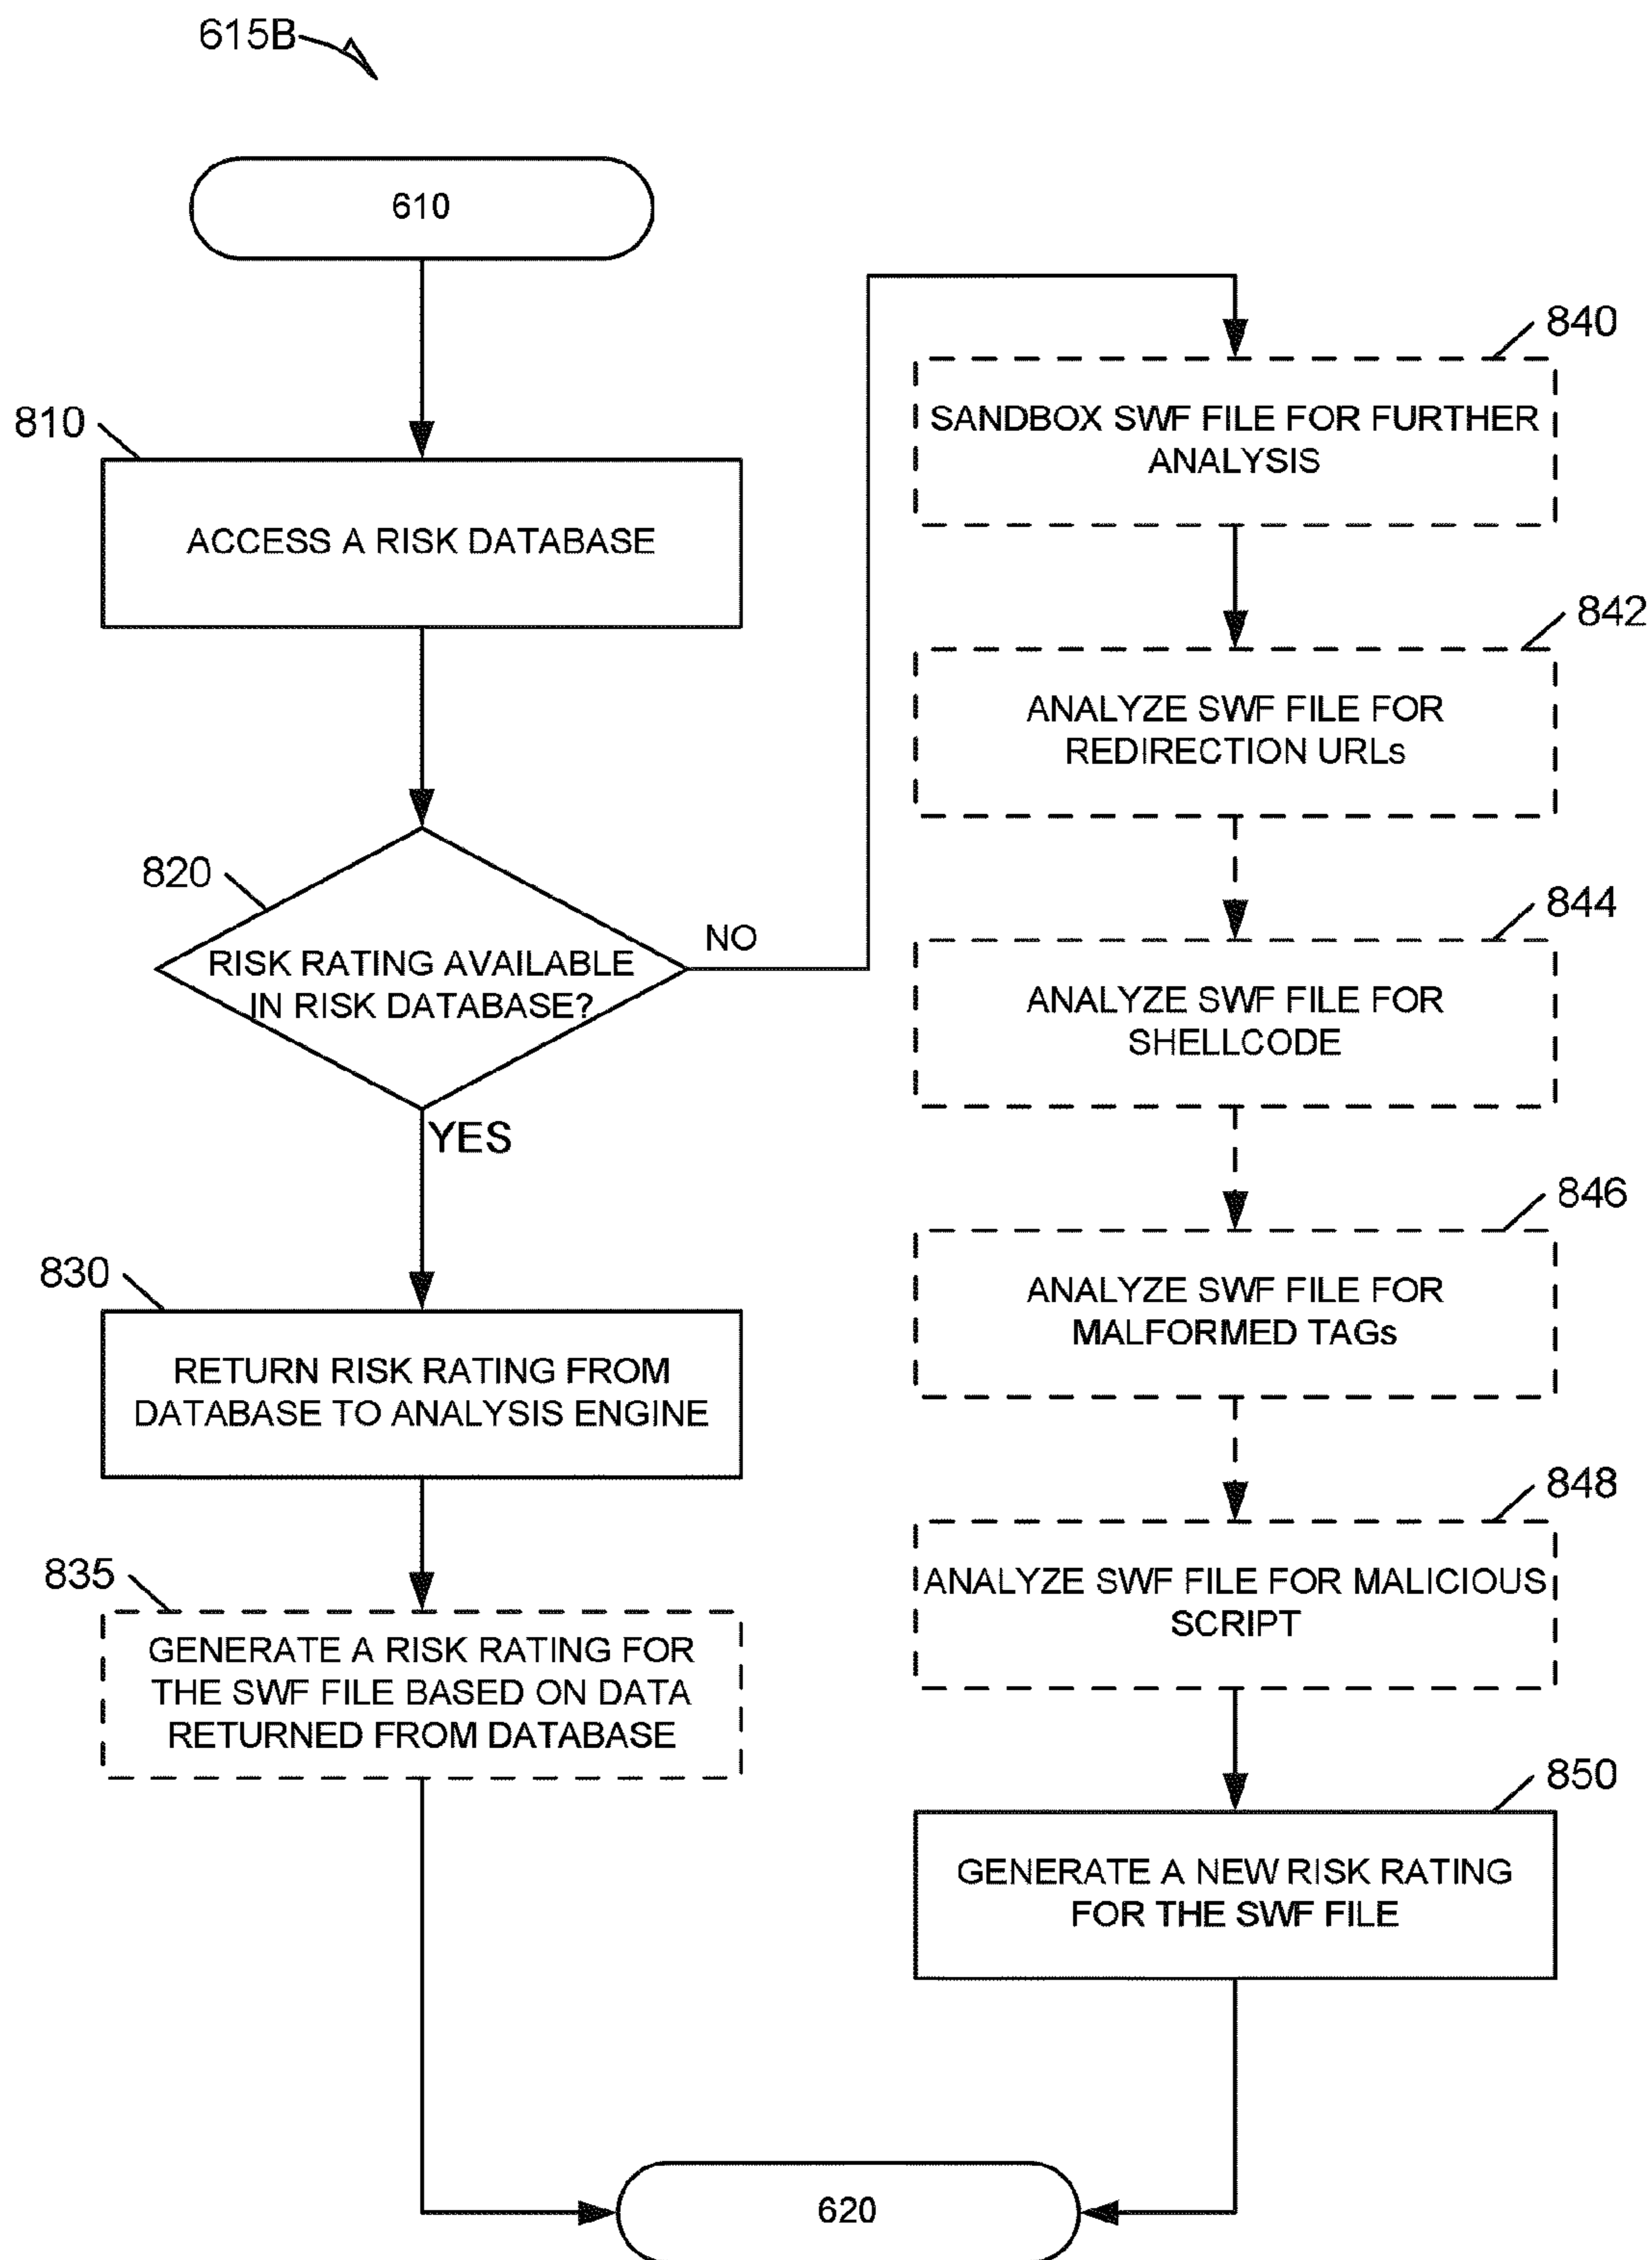 615B
610
810
ACCESS A RISK DATABASE
820
RISK RATING AVAILABLE
IN RISK DATABASE?
NO
YES
830
RETURN RISK RATING FROM
DATABASE TO ANALYSIS ENGINE
835
GENERATE A RISK RATING FOR
THE SWF FILE BASED ON DATA
RETURNED FROM DATABASE
840
SANDBOX SWF FILE FOR FURTHER
ANALYSIS
842
ANALYZE SWF FILE FOR
REDIRECTION URLs
844
ANALYZE SWF FILE FOR
SHELLCODE
846
ANALYZE SWF FILE FOR
MALFORMED TAGs
848
ANALYZE SWF FILE FOR MALICIOUS
SCRIPT
850
GENERATE A NEW RISK RATING
FOR THE SWF FILE
620